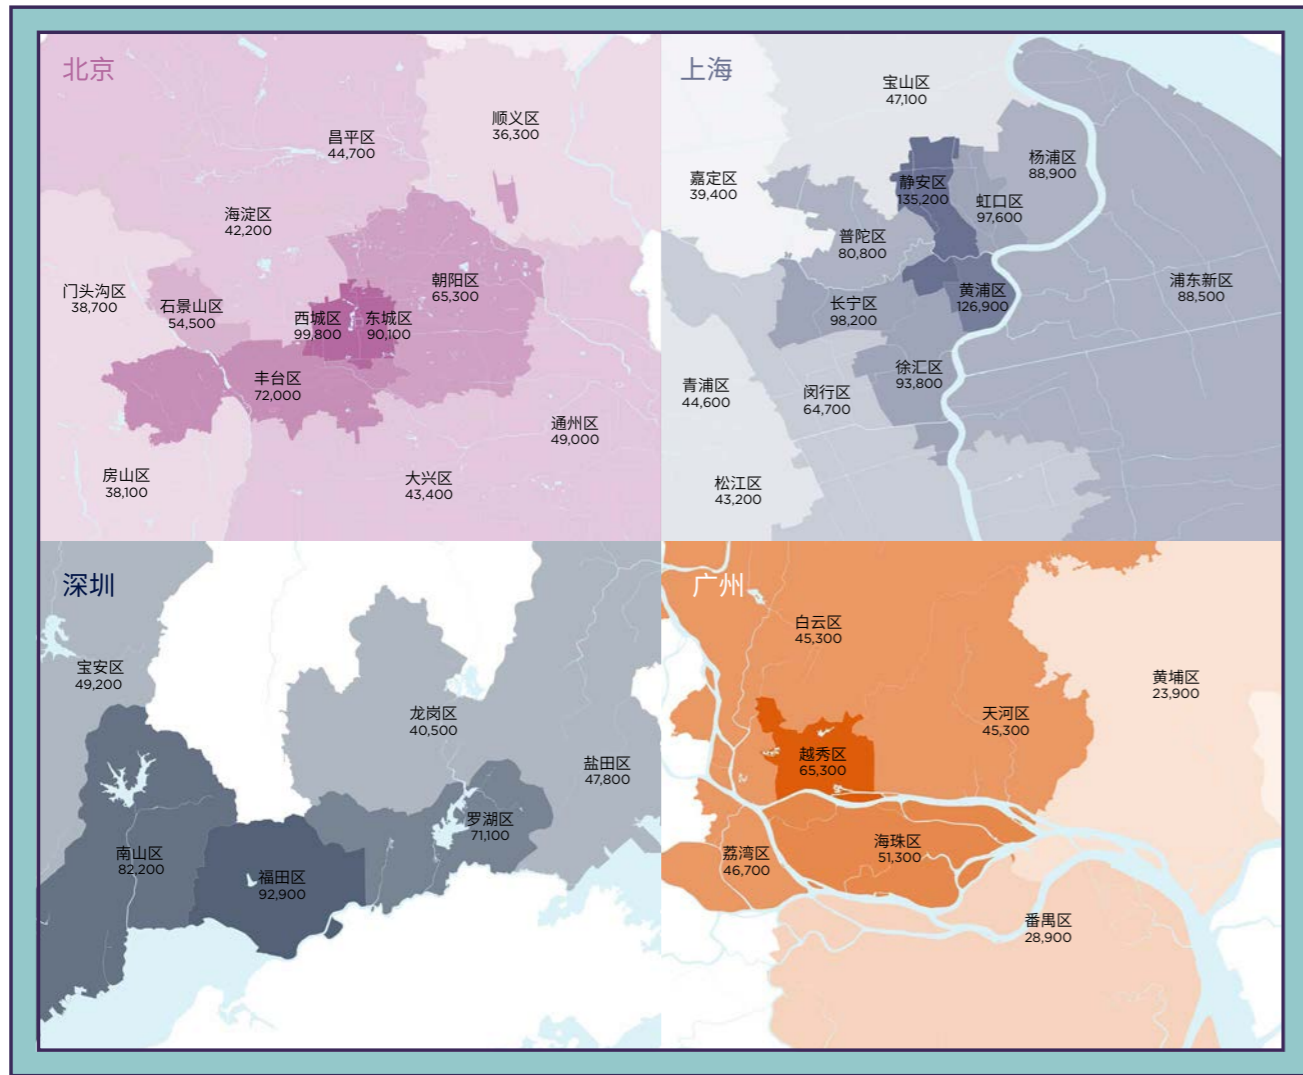 北京
顺义区
36,300
昌平区
44,700
海淀区
42,200
门头沟区
38,700
石景山区
54,500
朝阳区
65,300
西城区
99,800
东城区
90,100
丰台区
72,000
通州区
49,000
房山区
38,100
大兴区
43,400
上海
宝山区
47,100
杨浦区
88,900
嘉定区
39,400
静安区
135,200
虹口区
97,600
普陀区
80,800
浦东新区
88,500
长宁区
98,200
黄浦区
126,900
徐汇区
93,800
青浦区
44,600
闵行区
64,700
松江区
43,200
深圳
宝安区
49,200
龙岗区
40,500
盐田区
47,800
罗湖区
71,100
南山区
82,200
福田区
92,900
广州
白云区
45,300
黄埔区
23,900
天河区
45,300
越秀区
65,300
荔湾区
46,700
海珠区
51,300
番禺区
28,900